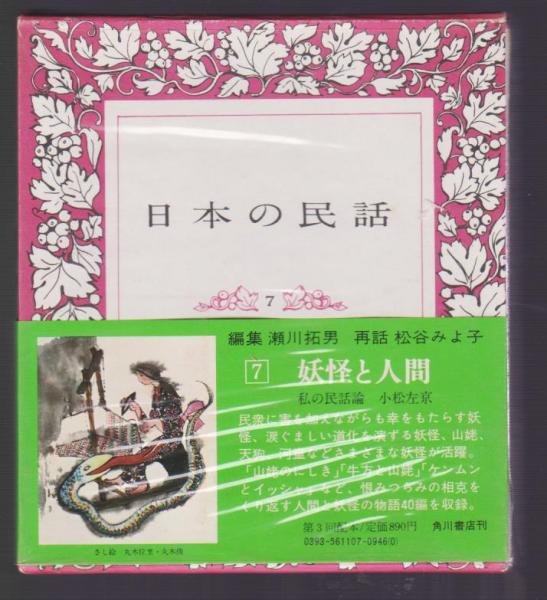 日本の民話
7
編集 瀬川拓男 再話 松谷みよ子
7 妖怪と人間
私の民話論 小松左京
民衆に害を加えながらも幸をもたらす妖
怪、涙ぐましい道化を演ずる妖怪、山姥、
天狗、河童などさまざまな妖怪が活躍。
「山姥のにしき」「牛方と山姥」「ケンムン
とイッシャ」など、恨みつらみの相克を
くり返す人間と妖怪の物語40編を収録。
第3回配本/定価890円 角川書店刊
0393-561107-0946(0)
さし絵 丸木位里・丸木俊